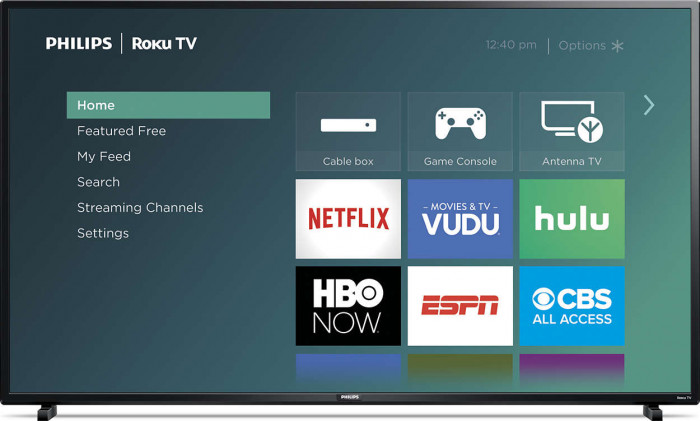 PHILIPS | ROKU TV
12:40 pm | Options
Home
Featured Free
My Feed
Search
Streaming Channels
Settings
Cable box
Game Console
Antenna TV
NETFLIX
– MOVIES & TV –
VUDU
hulu
HBO
NOW
ESPN
CBS
ALL ACCESS
PHILIPS
Roku TV